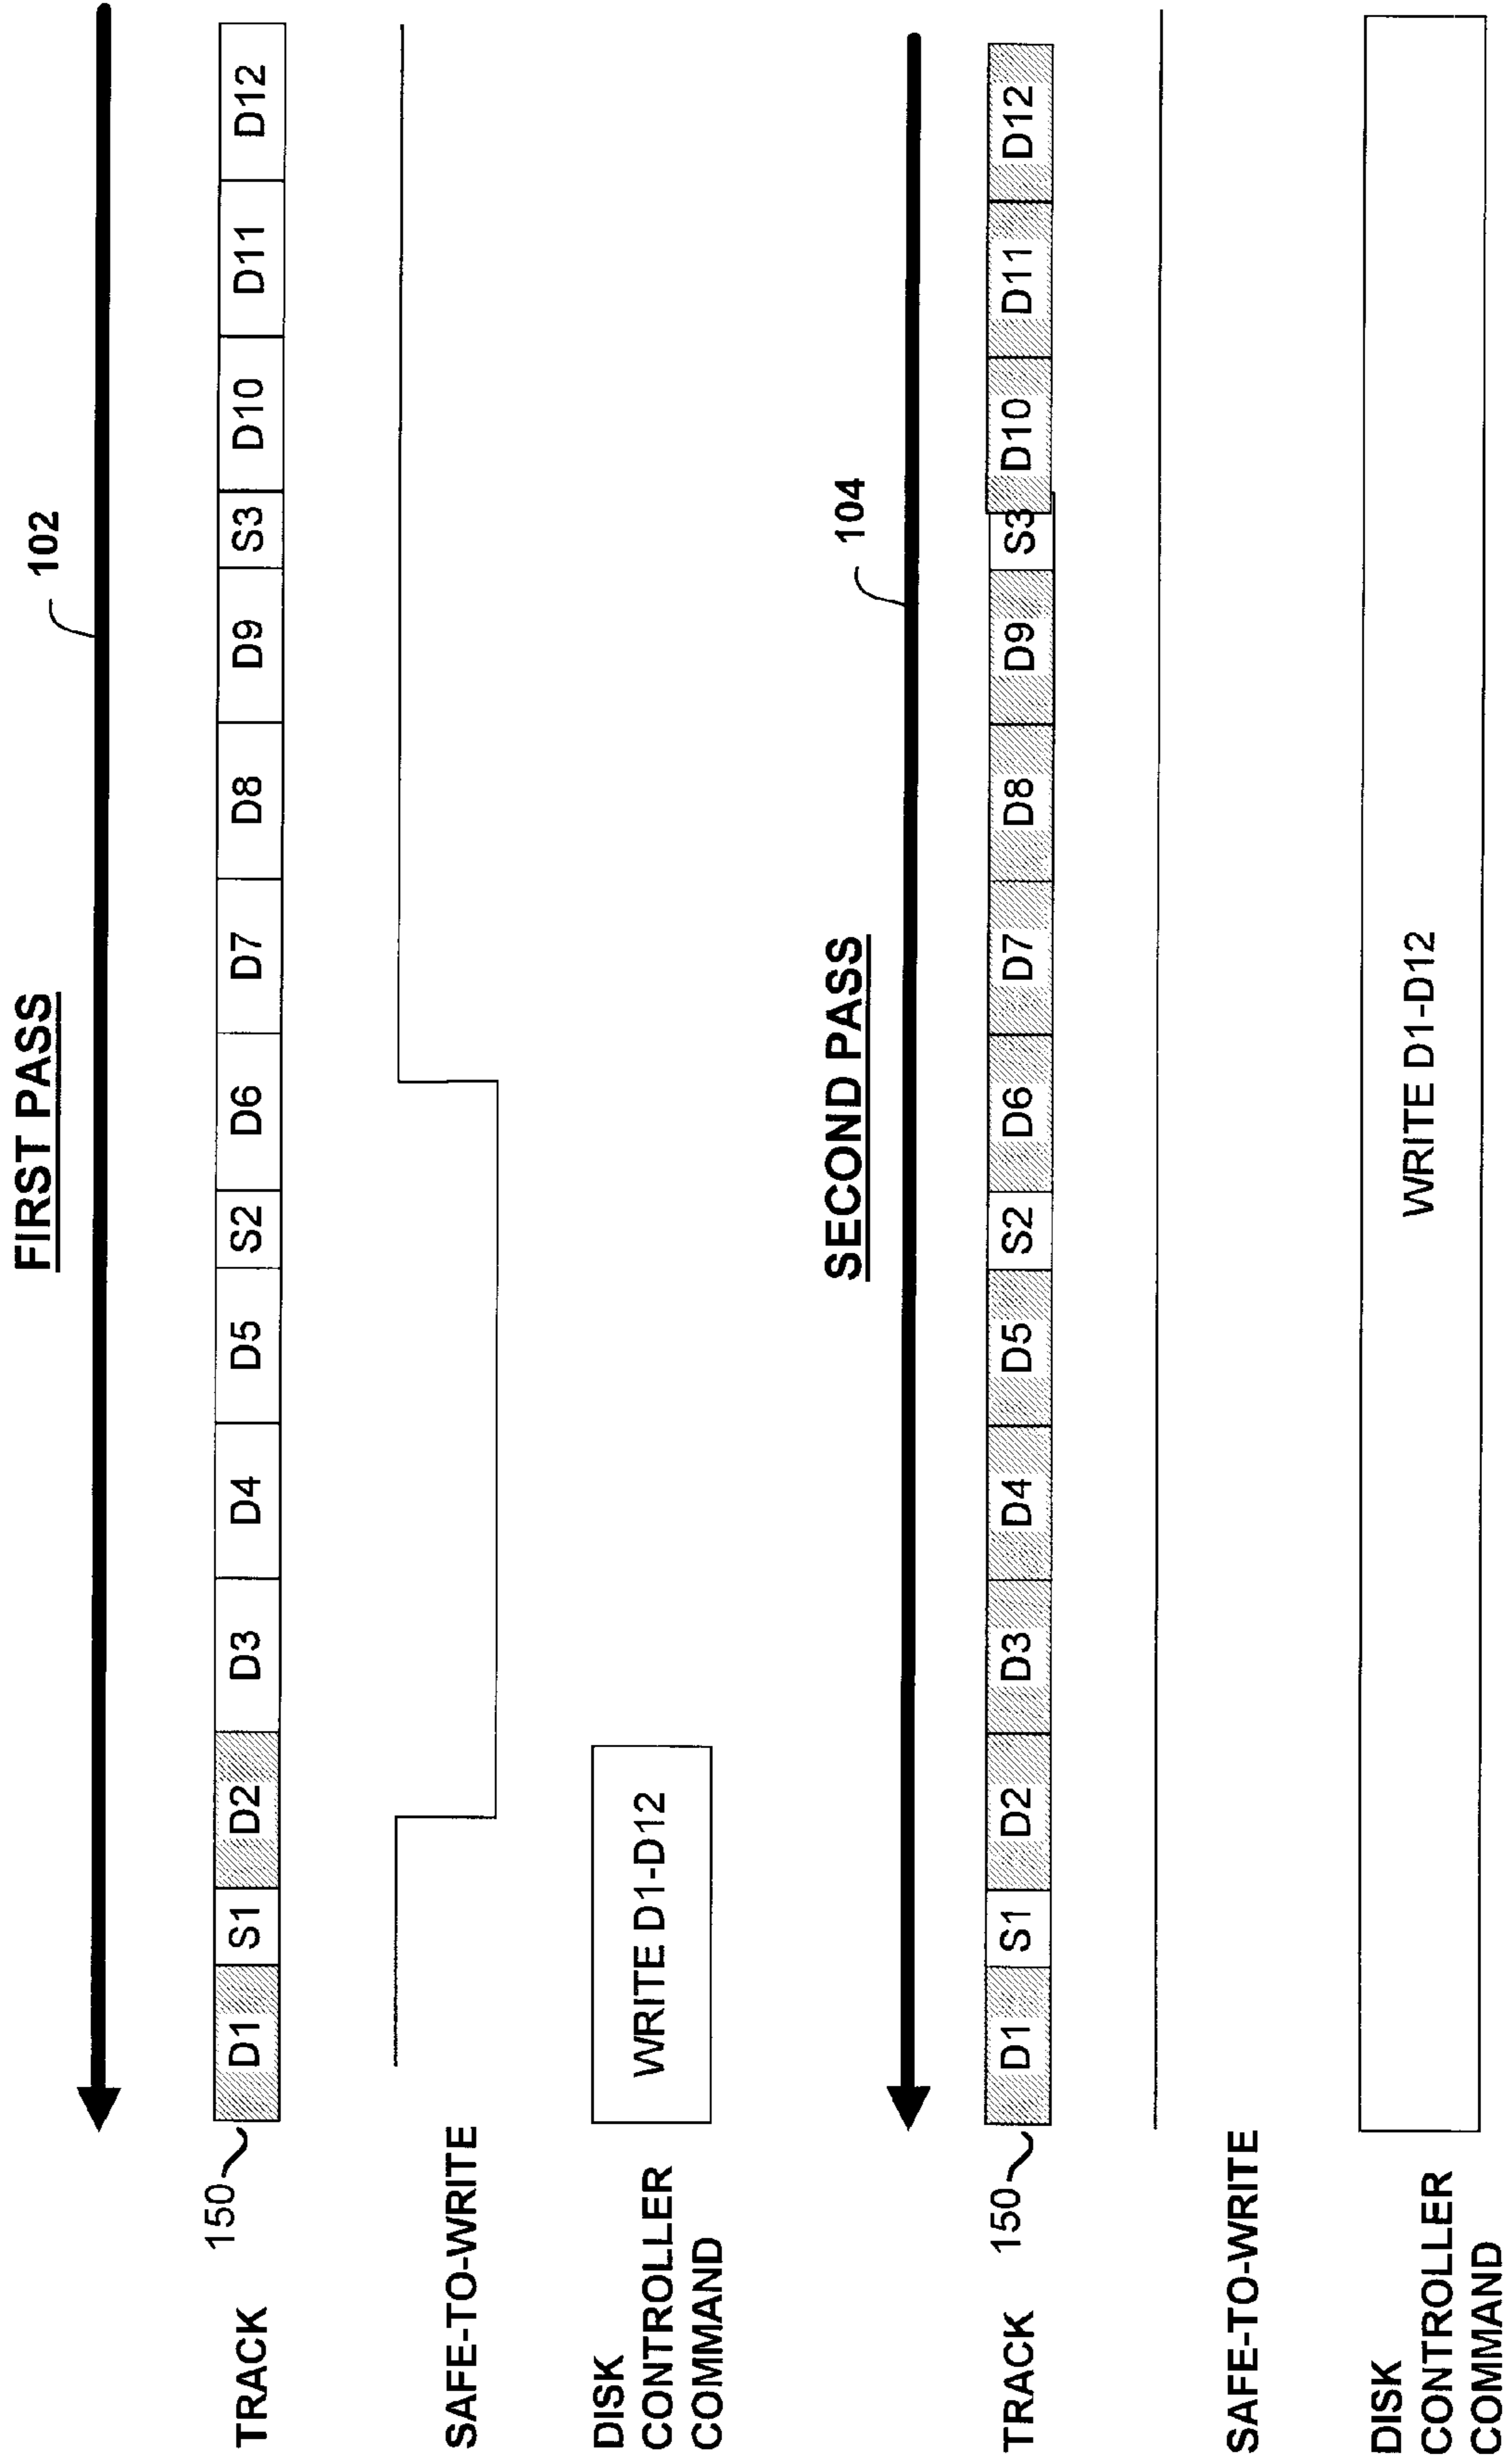 FIRST PASS
102
TRACK 150 D1 S1 D2 D3 D4 D5 S2 D6 D7 D8 D9 S3 D10 D11 D12
SAFE-TO-WRITE
DISK
CONTROLLER
COMMAND
WRITE D1-D12
SECOND PASS
104
TRACK 150 D1 S1 D2 D3 D4 D5 S2 D6 D7 D8 D9 S3 D10 D11 D12
SAFE-TO-WRITE
DISK
CONTROLLER
COMMAND
WRITE D1-D12